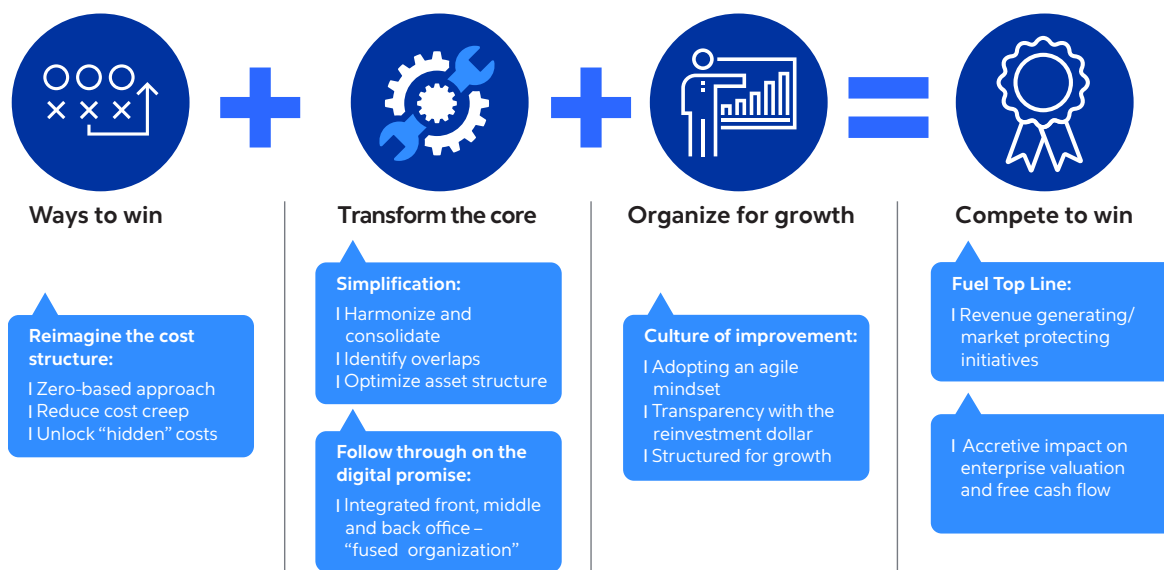 Ways to win
Reimagine the cost
structure:
| Zero-based approach
| Reduce cost creep
| Unlock “hidden” costs
Transform the core
Simplification:
| Harmonize and
consolidate
| Identify overlaps
| Optimize asset structure
Follow through on the
digital promise:
| Integrated front, middle
and back office –
“fused organization”
Organize for growth
Culture of improvement:
| Adopting an agile
mindset
| Transparency with the
reinvestment dollar
| Structured for growth
Compete to win
Fuel Top Line:
| Revenue generating/
market protecting
initiatives
| Accretive impact on
enterprise valuation
and free cash flow